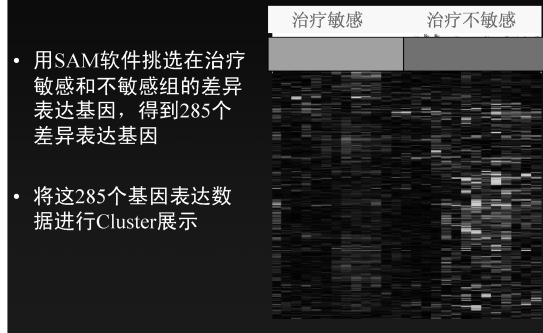 治疗敏感 治疗不敏感
• 用SAM软件挑选在治疗
敏感和不敏感组的差异
表达基因，得到285个
差异表达基因
• 将这285个基因表达数
据进行Cluster展示